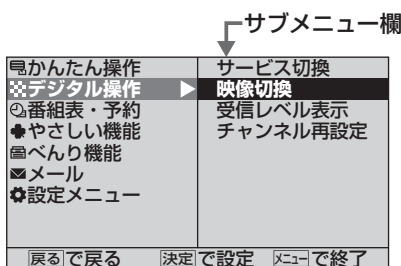 サブメニュー欄
かんたん操作
デジタル操作
番組表・予約
やさしい機能
べんり機能
メール
設定メニュー
サービス切換
映像切換
受信レベル表示
チャンネル再設定
戻るで戻る 決定で設定 メニューで終了